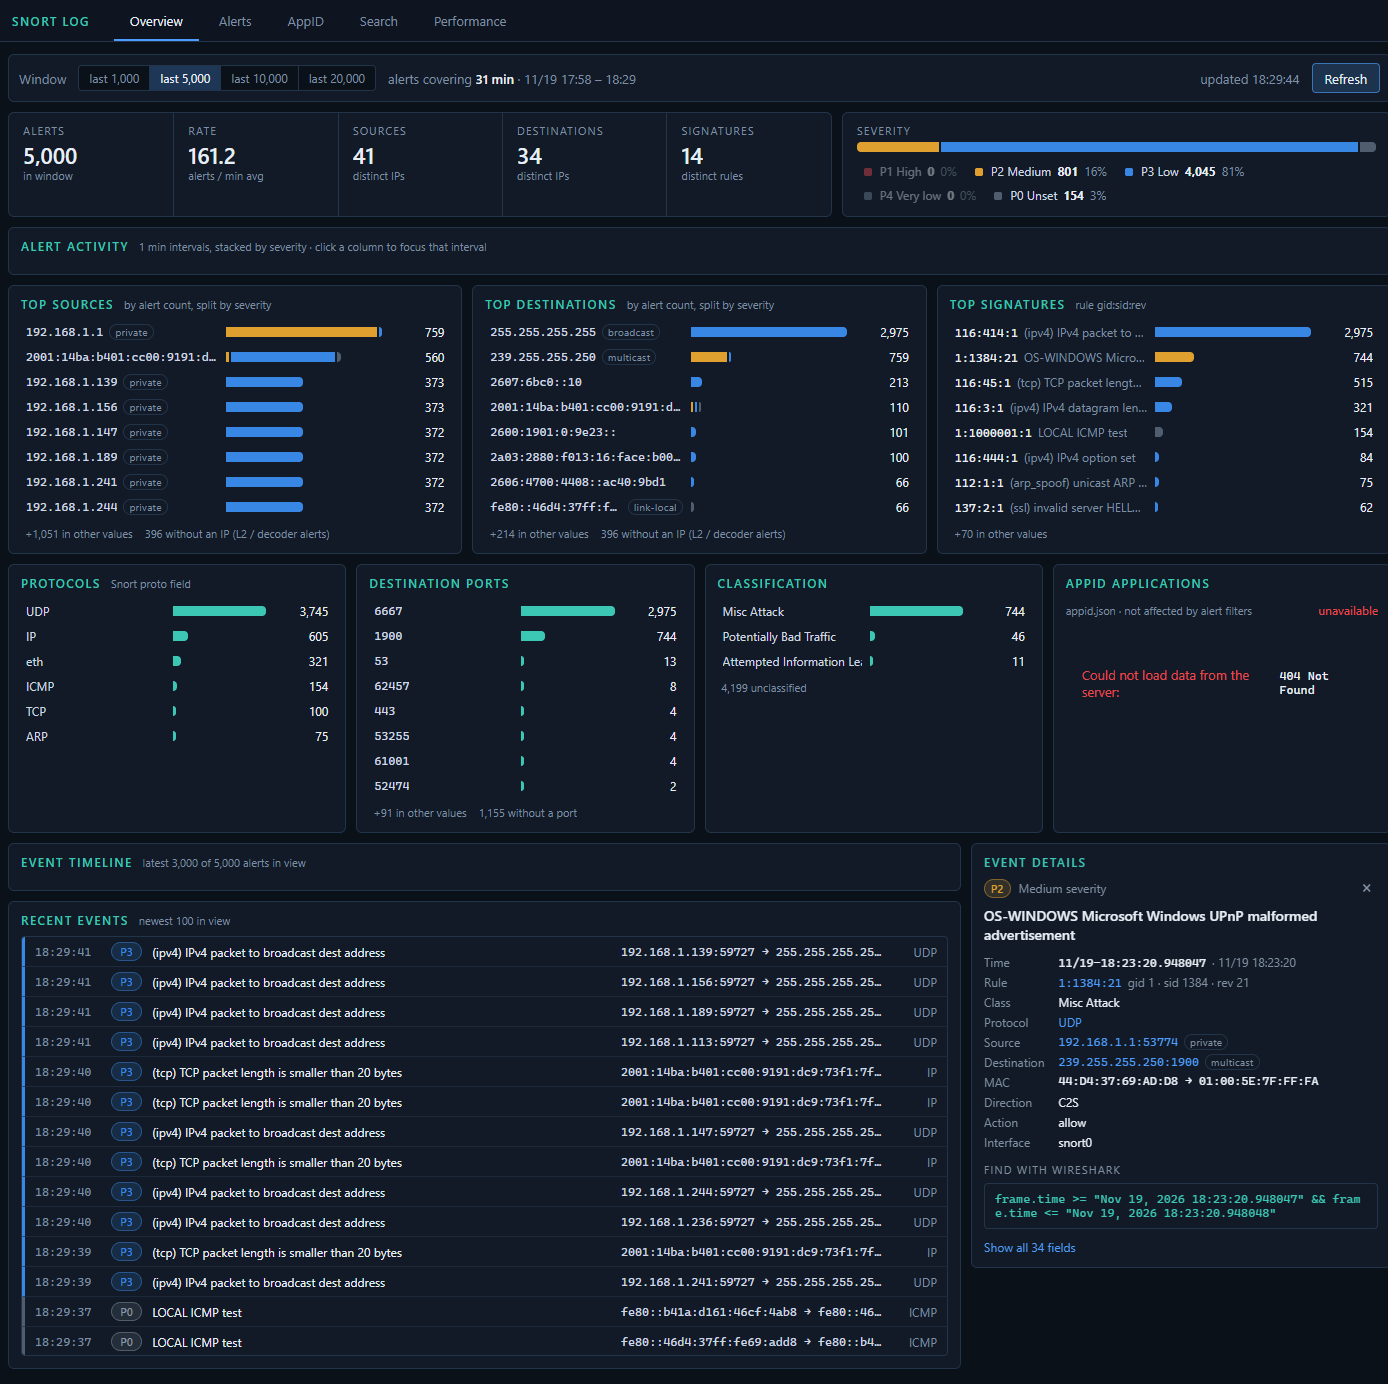 SNORT LOG Overview Alerts AppID Search Performance
Window last 1,000 last 5,000 last 10,000 last 20,000 alerts covering 31 min · 11/19 17:58 – 18:29 updated 18:29:44 Refresh
ALERTS RATE SOURCES DESTINATIONS SIGNATURES
5,000 161.2 41 34 14
in window alerts / min avg distinct IPs distinct IPs distinct rules
SEVERITY
P1 High 0 0% P2 Medium 801 16% P3 Low 4,045 81%
P4 Very low 0 0% P0 Unset 154 3%
ALERT ACTIVITY 1 min intervals, stacked by severity · click a column to focus that interval
TOP SOURCES by alert count, split by severity
192.168.1.1 private 759
2001:14ba:b401:cc00:9191:d… 560
192.168.1.139 private 373
192.168.1.156 private 373
192.168.1.147 private 372
192.168.1.189 private 372
192.168.1.241 private 372
192.168.1.244 private 372
+1,051 in other values 396 without an IP (L2 / decoder alerts)
TOP DESTINATIONS by alert count, split by severity
255.255.255.255 broadcast 2,975
239.255.255.250 multicast 759
2607:6bc0::10 213
2001:14ba:b401:cc00:9191:d… 110
2600:1901:0:9e23:: 101
2a03:2880:f013:16:face:b00… 100
2606:4700:4408::ac40:9bd1 66
fe80::46d4:37ff:f… link-local 66
+214 in other values 396 without an IP (L2 / decoder alerts)
TOP SIGNATURES rule gid:sid:rev
116:414:1 (ipv4) IPv4 packet to … 2,975
1:1384:21 OS-WINDOWS Micro… 744
116:45:1 (tcp) TCP packet lengt… 515
116:3:1 (ipv4) IPv4 datagram len… 321
1:1000001:1 LOCAL ICMP test 154
116:444:1 (ipv4) IPv4 option set 84
112:1:1 (arp_spoof) unicast ARP … 75
137:2:1 (ssl) invalid server HELL… 62
+70 in other values
PROTOCOLS Snort proto field
UDP 3,745
IP 605
eth 321
ICMP 154
TCP 100
ARP 75
DESTINATION PORTS
6667 2,975
1900 744
53 13
62457 8
443 4
53255 4
61001 4
52474 2
+91 in other values 1,155 without a port
CLASSIFICATION
Misc Attack 744
Potentially Bad Traffic 46
Attempted Information Lea 11
4,199 unclassified
APPID APPLICATIONS
appid.json · not affected by alert filters unavailable
Could not load data from the server: 404 Not Found
EVENT TIMELINE latest 3,000 of 5,000 alerts in view
RECENT EVENTS newest 100 in view
18:29:41 P3 (ipv4) IPv4 packet to broadcast dest address 192.168.1.139:59727 → 255.255.255.25… UDP
18:29:41 P3 (ipv4) IPv4 packet to broadcast dest address 192.168.1.156:59727 → 255.255.255.25… UDP
18:29:41 P3 (ipv4) IPv4 packet to broadcast dest address 192.168.1.189:59727 → 255.255.255.25… UDP
18:29:41 P3 (ipv4) IPv4 packet to broadcast dest address 192.168.1.113:59727 → 255.255.255.25… UDP
18:29:40 P3 (tcp) TCP packet length is smaller than 20 bytes 2001:14ba:b401:cc00:9191:dc9:73f1:7f… IP
18:29:40 P3 (tcp) TCP packet length is smaller than 20 bytes 2001:14ba:b401:cc00:9191:dc9:73f1:7f… IP
18:29:40 P3 (ipv4) IPv4 packet to broadcast dest address 192.168.1.147:59727 → 255.255.255.25… UDP
18:29:40 P3 (tcp) TCP packet length is smaller than 20 bytes 2001:14ba:b401:cc00:9191:dc9:73f1:7f… IP
18:29:40 P3 (ipv4) IPv4 packet to broadcast dest address 192.168.1.244:59727 → 255.255.255.25… UDP
18:29:40 P3 (ipv4) IPv4 packet to broadcast dest address 192.168.1.236:59727 → 255.255.255.25… UDP
18:29:39 P3 (tcp) TCP packet length is smaller than 20 bytes 2001:14ba:b401:cc00:9191:dc9:73f1:7f… IP
18:29:39 P3 (ipv4) IPv4 packet to broadcast dest address 192.168.1.241:59727 → 255.255.255.25… UDP
18:29:37 P0 LOCAL ICMP test fe80::b41a:d161:46cf:4ab8 → fe80::46… ICMP
18:29:37 P0 LOCAL ICMP test fe80::46d4:37ff:fe69:add8 → fe80::b4… ICMP
EVENT DETAILS
P2 Medium severity ×
OS-WINDOWS Microsoft Windows UPnP malformed
advertisement
Time 11/19-18:23:20.948047 · 11/19 18:23:20
Rule 1:1384:21 gid 1 · sid 1384 · rev 21
Class Misc Attack
Protocol UDP
Source 192.168.1.1:53774 private
Destination 239.255.255.250:1900 multicast
MAC 44:D4:37:69:AD:D8 → 01:00:5E:7F:FF:FA
Direction C2S
Action allow
Interface snort0
FIND WITH WIRESHARK
frame.time >= "Nov 19, 2026 18:23:20.948047" && fram
e.time <= "Nov 19, 2026 18:23:20.948048"
Show all 34 fields